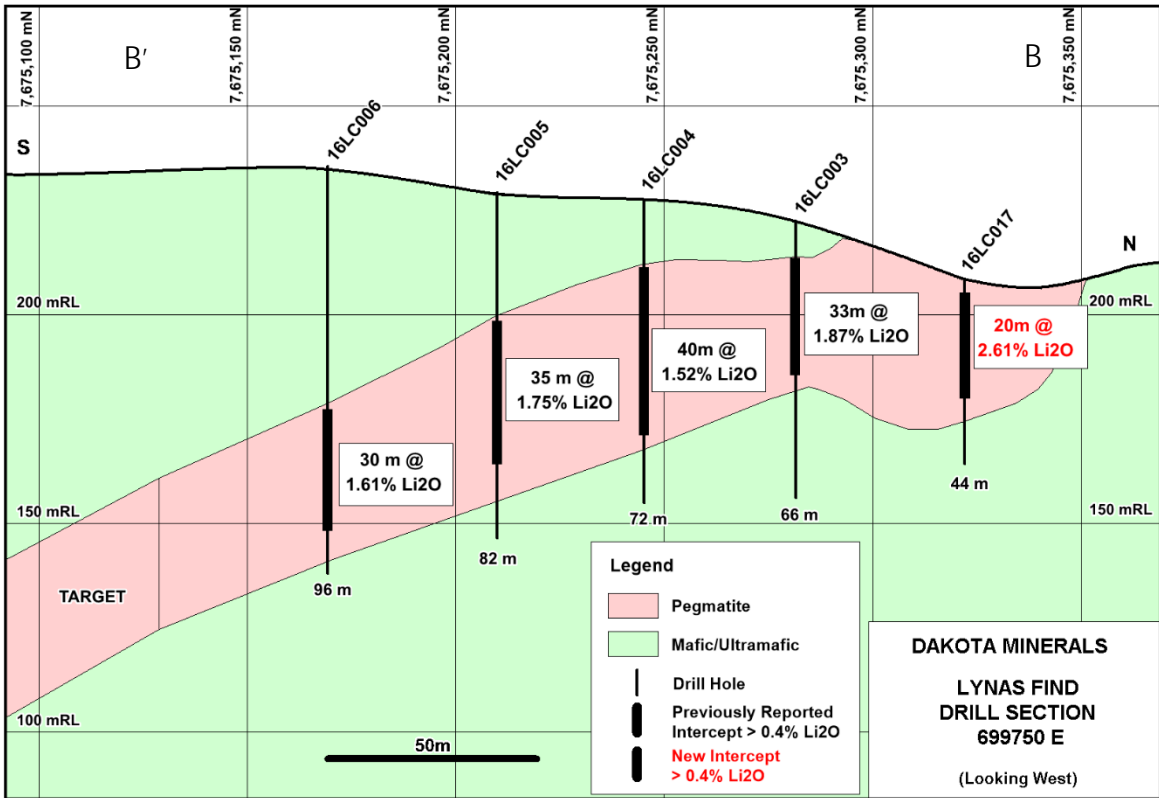 7,675,100 mN
7,675,150 mN
7,675,200 mN
7,675,250 mN
7,675,300 mN
7,675,350 mN
B′
B
S
N
16LC006
16LC005
16LC004
16LC003
16LC017
200 mRL
200 mRL
30 m @
1.61% Li2O
35 m @
1.75% Li2O
40m @
1.52% Li2O
33m @
1.87% Li2O
20m @
2.61% Li2O
150 mRL
150 mRL
96 m
82 m
72 m
66 m
44 m
TARGET
100 mRL
50m
Legend
Pegmatite
Mafic/Ultramafic
Drill Hole
Previously Reported
Intercept > 0.4% Li2O
New Intercept
> 0.4% Li2O
DAKOTA MINERALS
LYNAS FIND
DRILL SECTION
699750 E
(Looking West)